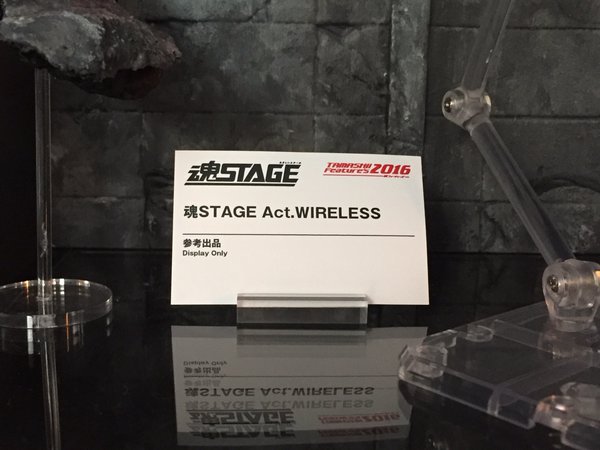 魂STAGE
TAMASHII Features 2016
魂STAGE Act.WIRELESS
参考出品
Display Only